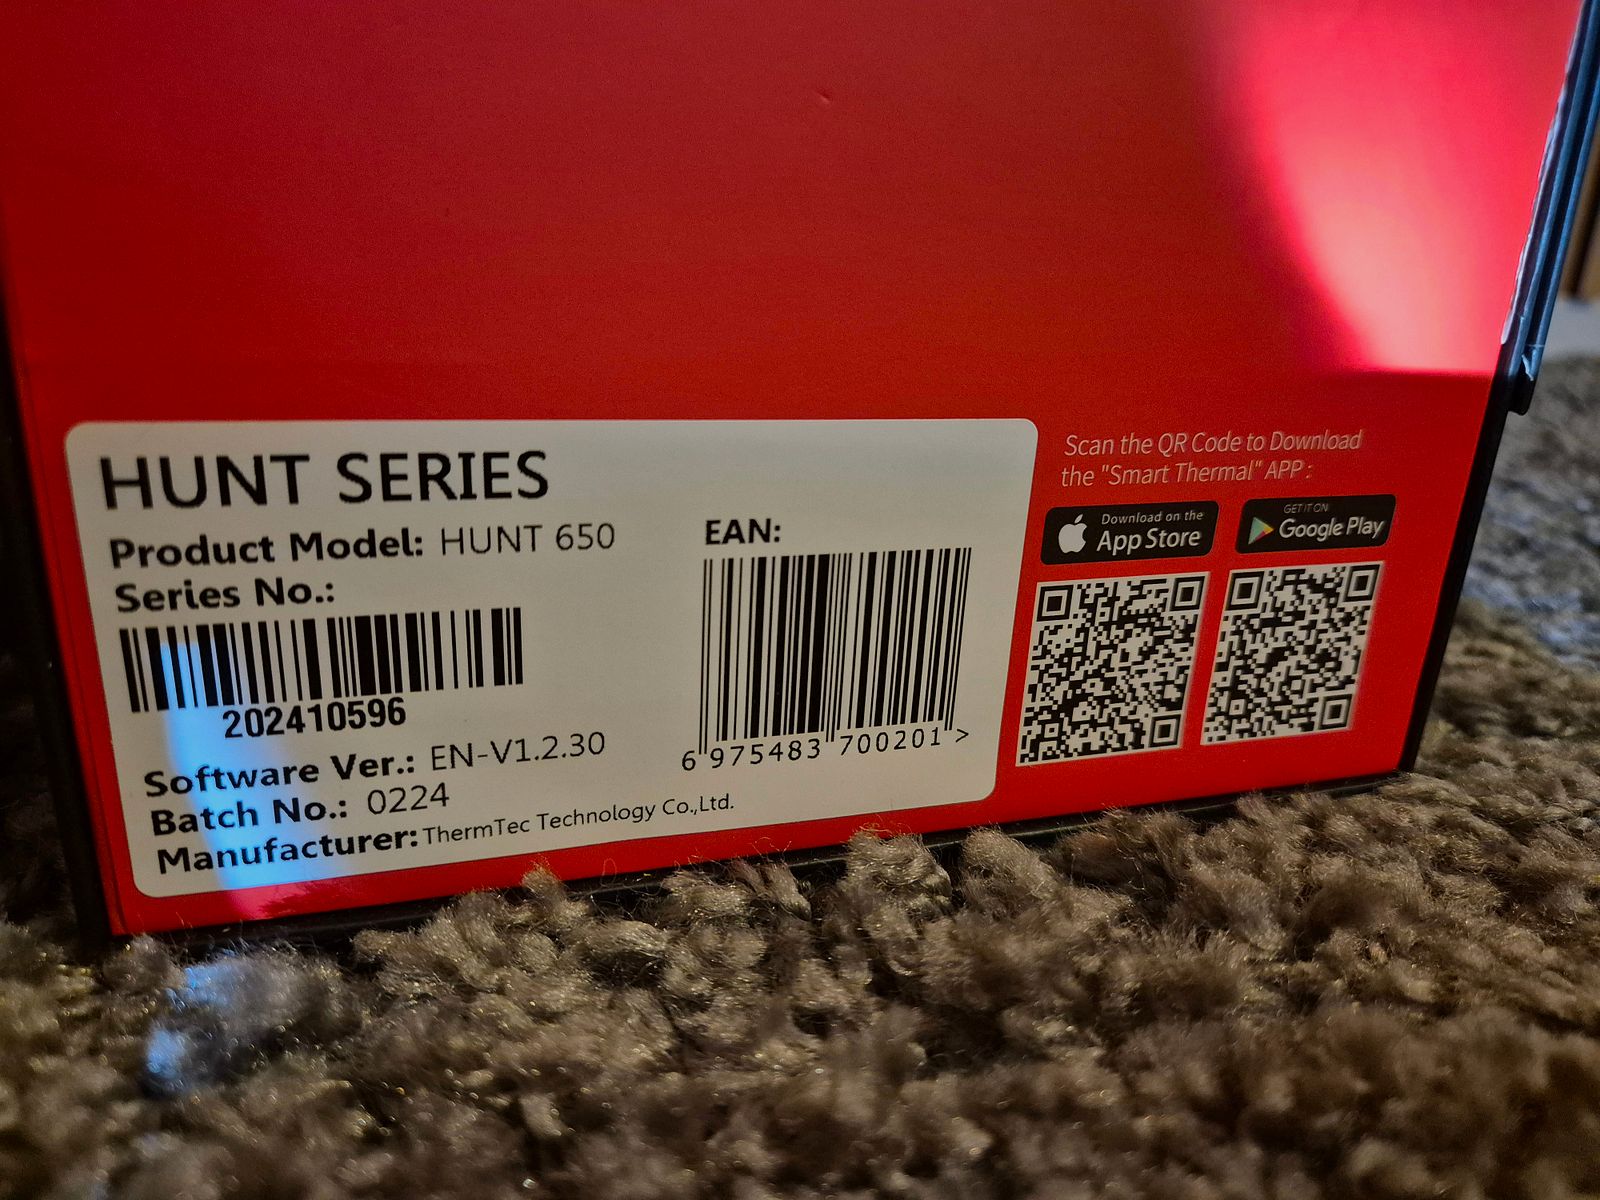 HUNT SERIES
Product Model: HUNT 650
Series No.:
202410596
Software Ver.: EN-V1.2.30
Batch No.: 0224
Manufacturer: ThermTec Technology Co.,Ltd.
EAN:
6 975483 700201 >
Scan the QR Code to Download
the "Smart Thermal" APP :
Download on the
App Store
GET IT ON
Google Play